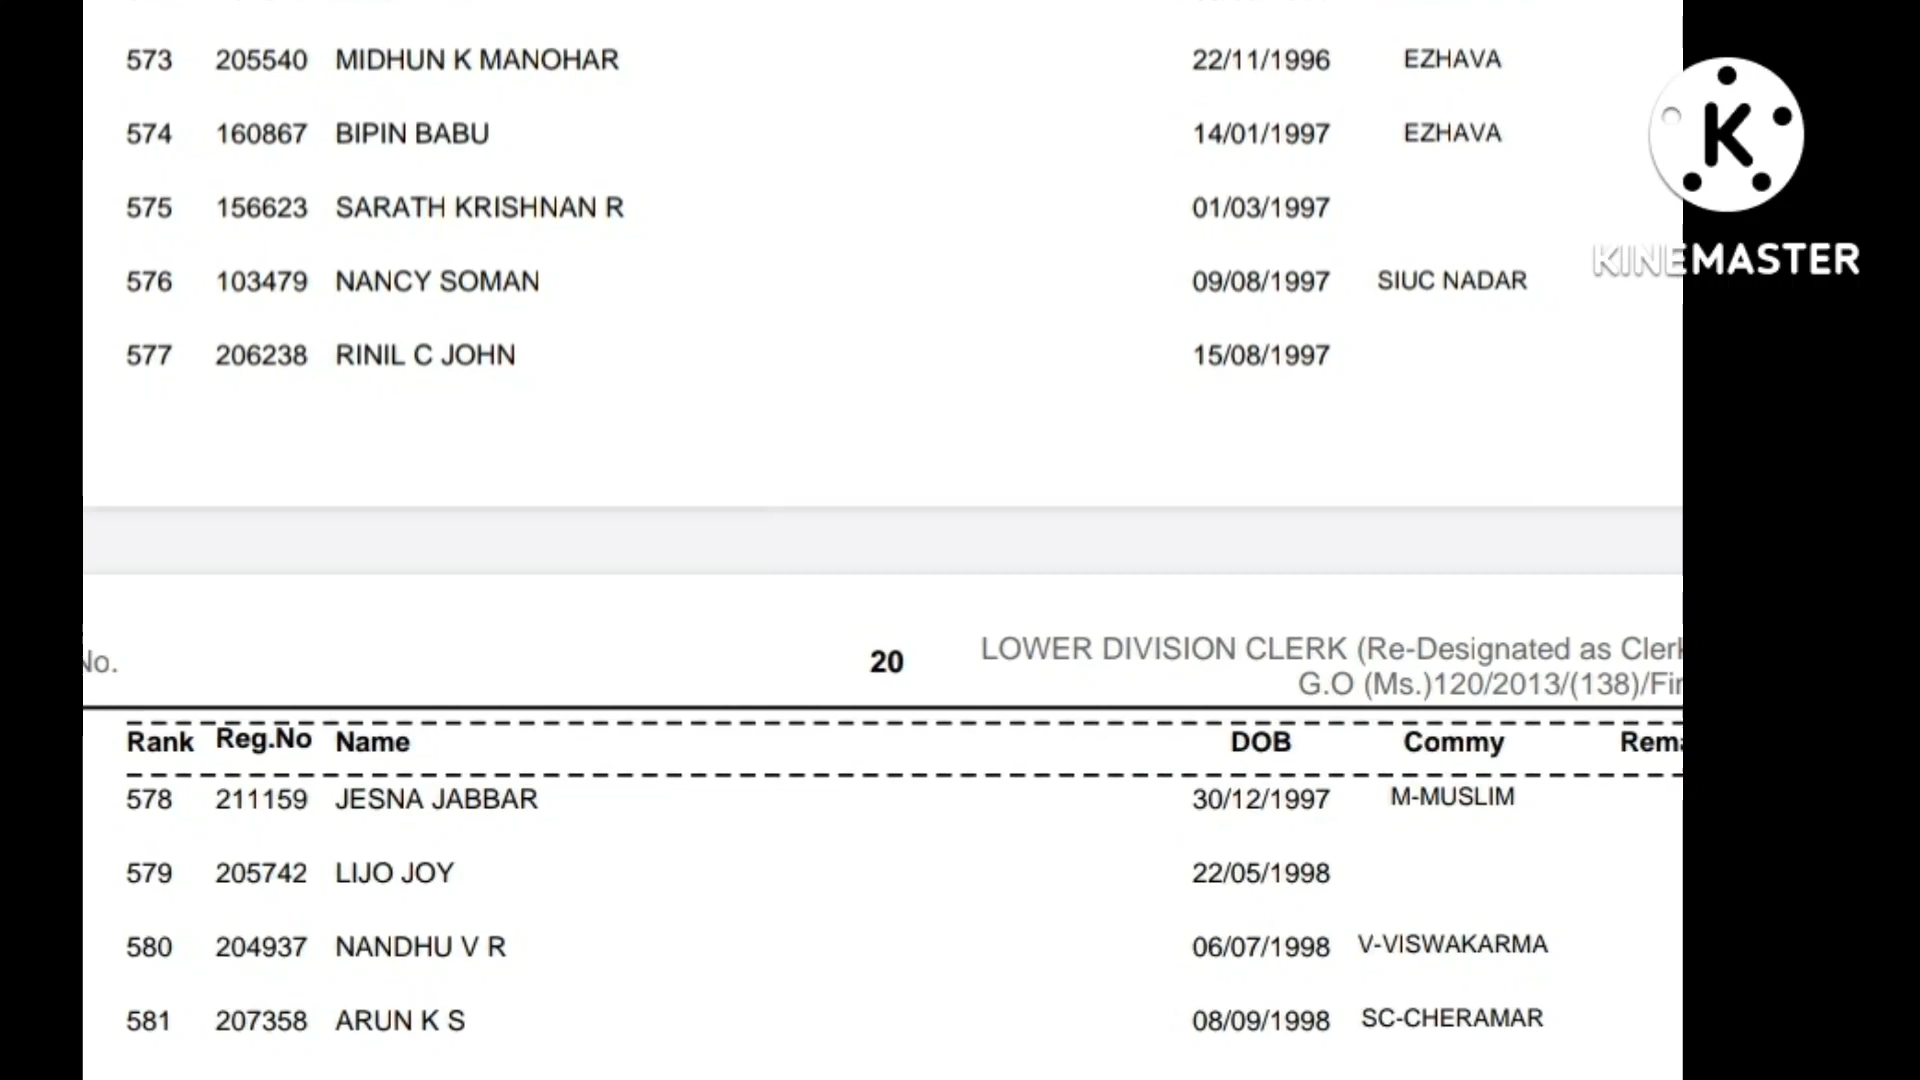 573 205540 MIDHUN K MANOHAR 22/11/1996 EZHAVA
574 160867 BIPIN BABU 14/01/1997 EZHAVA
575 156623 SARATH KRISHNAN R 01/03/1997
576 103479 NANCY SOMAN 09/08/1997 SIUC NADAR
577 206238 RINIL C JOHN 15/08/1997
K
KINEMASTER
No. 20 LOWER DIVISION CLERK (Re-Designated as Clerk
G.O (Ms.)120/2013/(138)/Fin
Rank Reg.No Name DOB Commy Rema
578 211159 JESNA JABBAR 30/12/1997 M-MUSLIM
579 205742 LIJO JOY 22/05/1998
580 204937 NANDHU V R 06/07/1998 V-VISWAKARMA
581 207358 ARUN K S 08/09/1998 SC-CHERAMAR